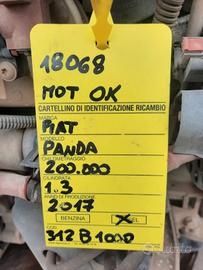 18068
MOT OK
CARTELLINO DI IDENTIFICAZIONE RICAMBIO
MARCA
FIAT
MODELLO
PANDA
CHILOMETRAGGIO
200.000
CILINDRATA
1.3
ANNO DI PRODUZIONE
2017
BENZINA
312 B 1000